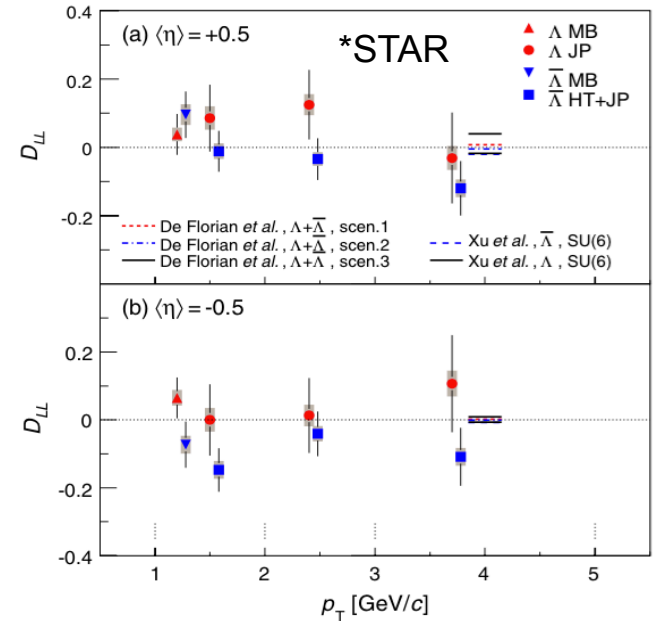 (a) ⟨η⟩ = +0.5
*STAR
Λ MB
Λ JP
Λ̅ MB
Λ̅ HT+JP
0.2
0
-0.2
D_LL
De Florian et al., Λ+Λ̅, scen.1
De Florian et al., Λ+Λ̅, scen.2
De Florian et al., Λ+Λ̅, scen.3
Xu et al., Λ̅, SU(6)
Xu et al., Λ, SU(6)
(b) ⟨η⟩ = -0.5
0.2
0
-0.2
-0.4
D_LL
1 2 3 4 5
p_T [GeV/c]